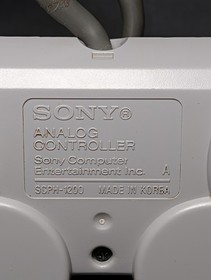 SONY®
ANALOG
CONTROLLER
Sony Computer
Entertainment Inc. A
SCPH-1200 MADE IN KOREA